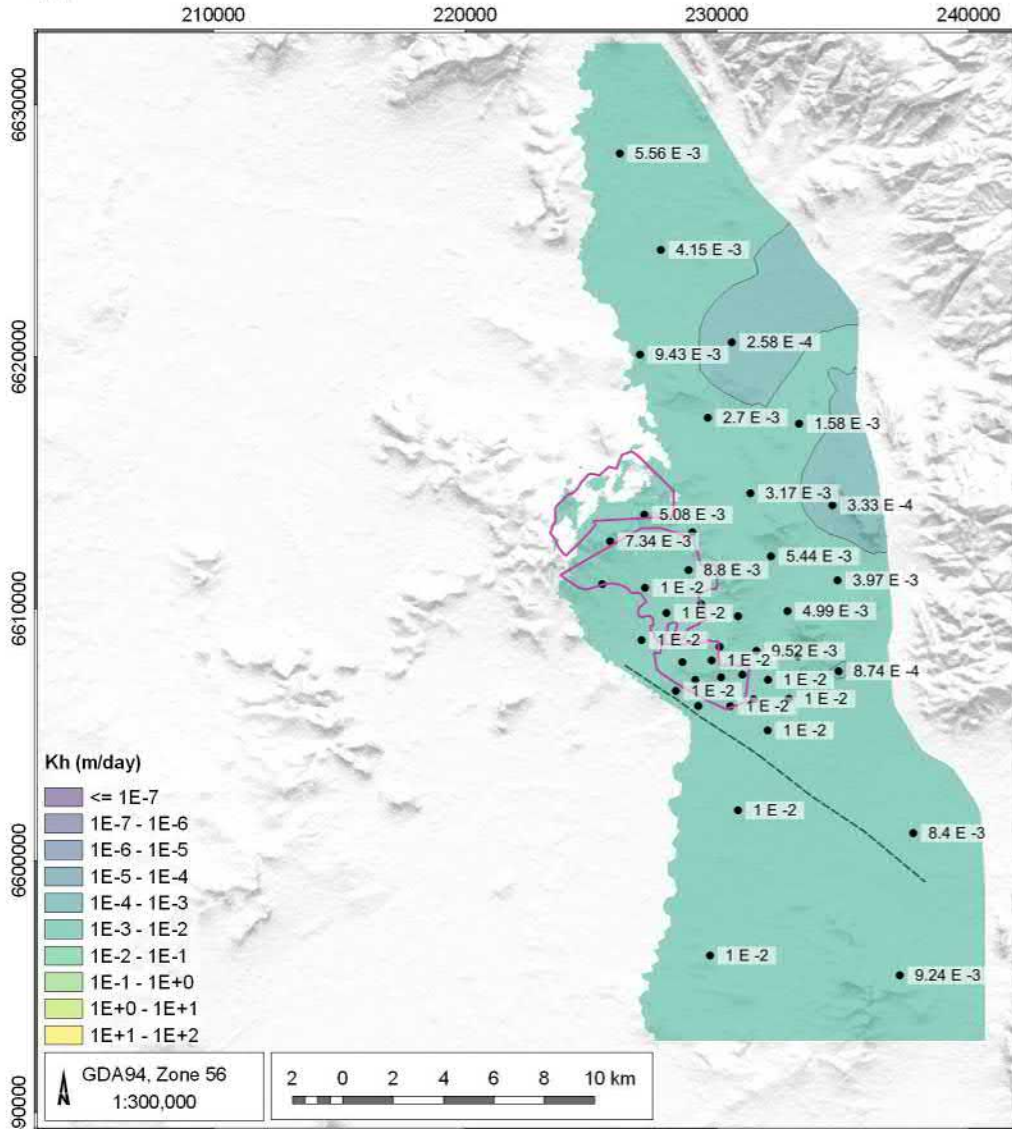 210000 220000 230000 240000
6630000
5.56 E -3
4.15 E -3
6620000
2.58 E -4
9.43 E -3
2.7 E -3
1.58 E -3
3.17 E -3
3.33 E -4
5.08 E -3
7.34 E -3
5.44 E -3
8.8 E -3
3.97 E -3
6610000
1 E -2
4.99 E -3
1 E -2
1 E -2
9.52 E -3
1 E -2
8.74 E -4
1 E -2
1 E -2
1 E -2
1 E -2
1 E -2
1 E -2
8.4 E -3
6600000
1 E -2
9.24 E -3
90000
Kh (m/day)
<= 1E-7
1E-7 - 1E-6
1E-6 - 1E-5
1E-5 - 1E-4
1E-4 - 1E-3
1E-3 - 1E-2
1E-2 - 1E-1
1E-1 - 1E+0
1E+0 - 1E+1
1E+1 - 1E+2
GDA94, Zone 56
1:300,000
2 0 2 4 6 8 10 km